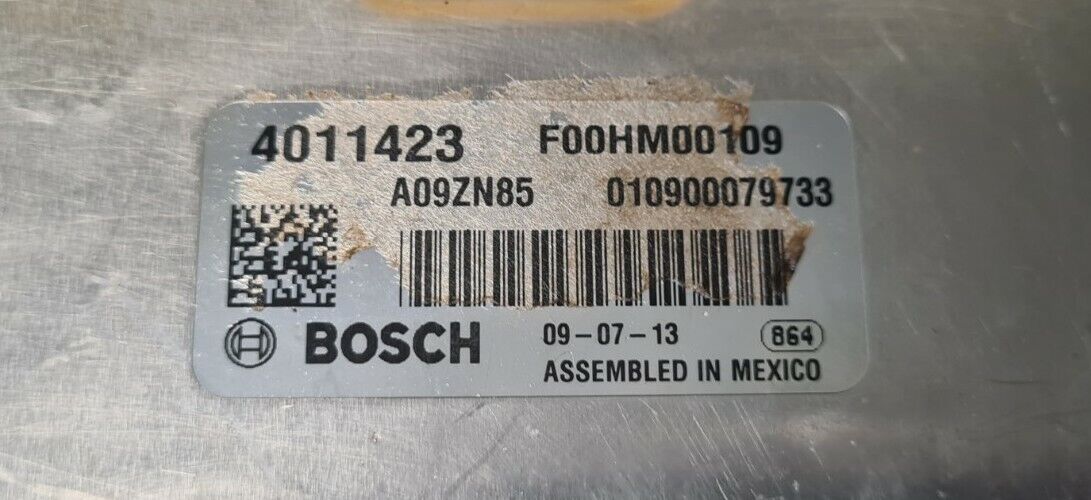 4011423 F00HM00109
A09ZN85 010900079733
BOSCH 09-07-13 864
ASSEMBLED IN MEXICO